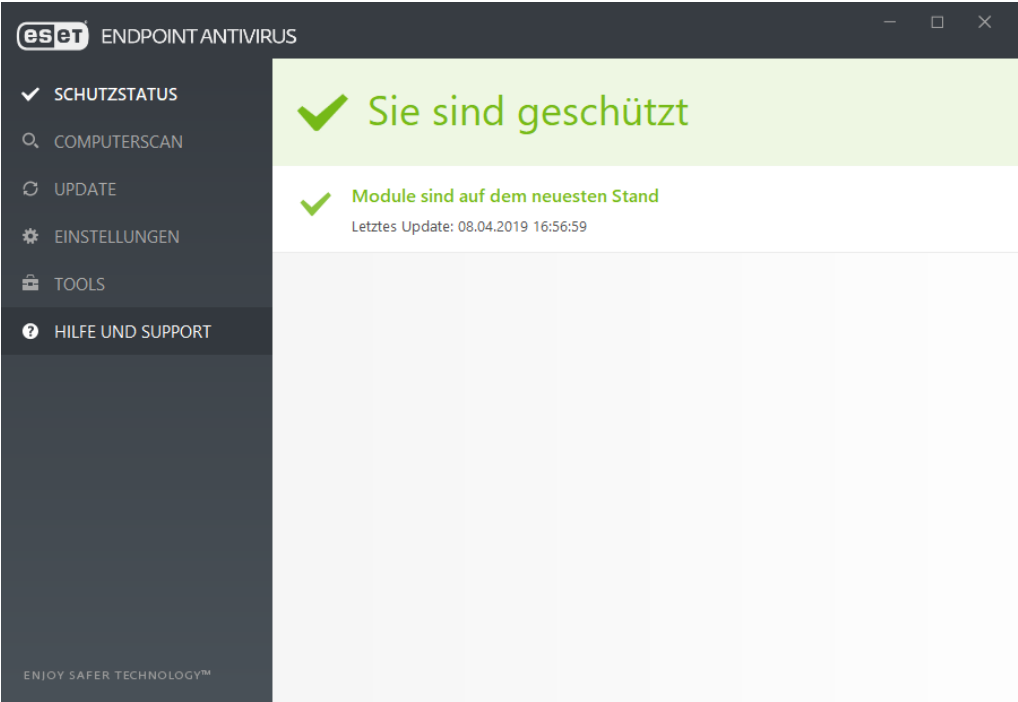 eset ENDPOINT ANTIVIRUS
SCHUTZSTATUS
COMPUTERSCAN
UPDATE
EINSTELLUNGEN
TOOLS
HILFE UND SUPPORT
ENJOY SAFER TECHNOLOGY™
Sie sind geschützt
Module sind auf dem neuesten Stand
Letztes Update: 08.04.2019 16:56:59